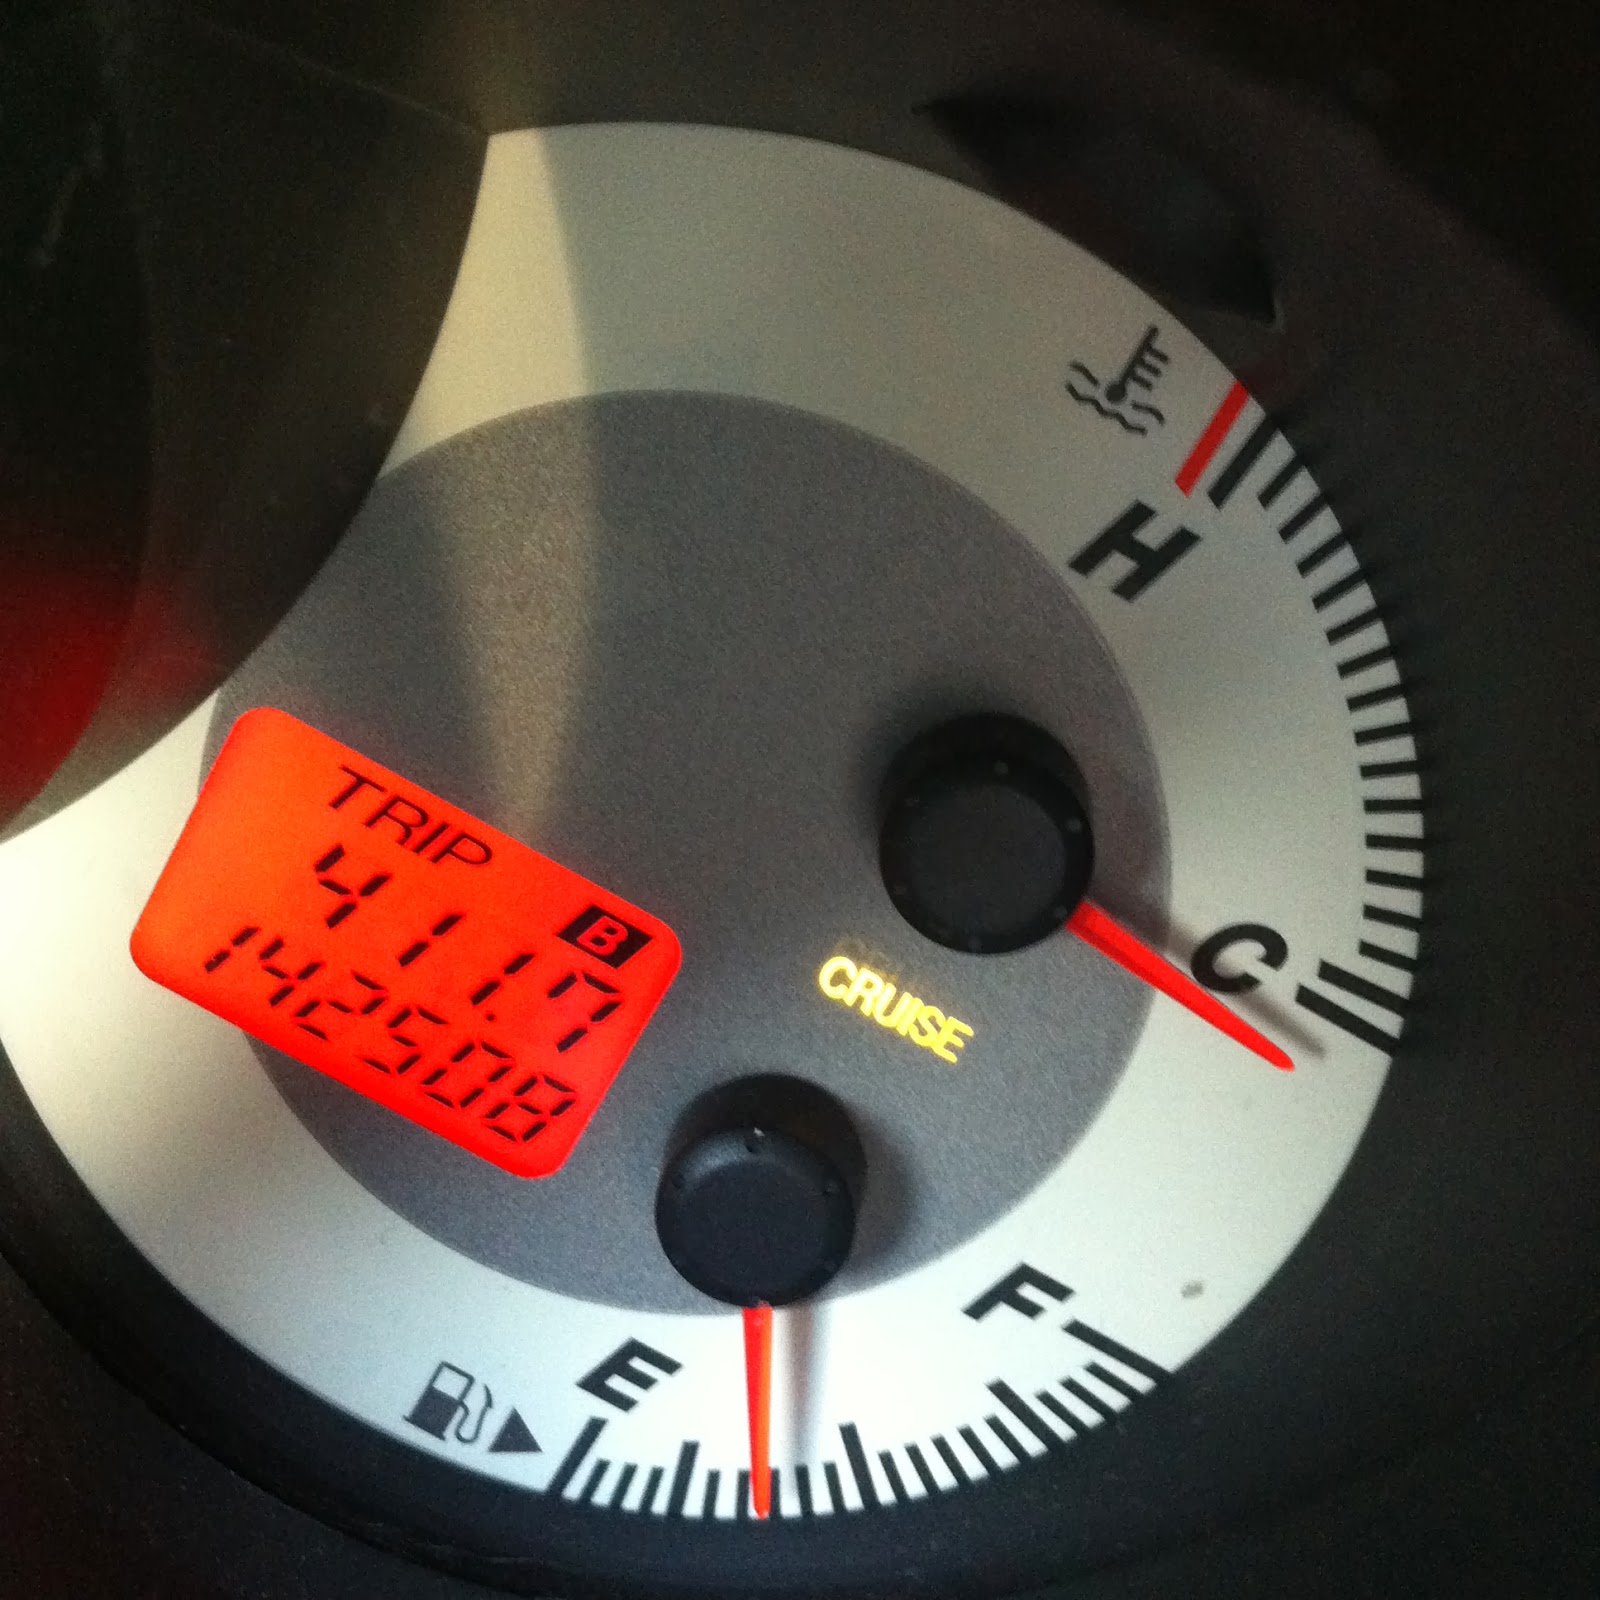 H
C
TRIP B
411.7
142508
CRUISE
E
F